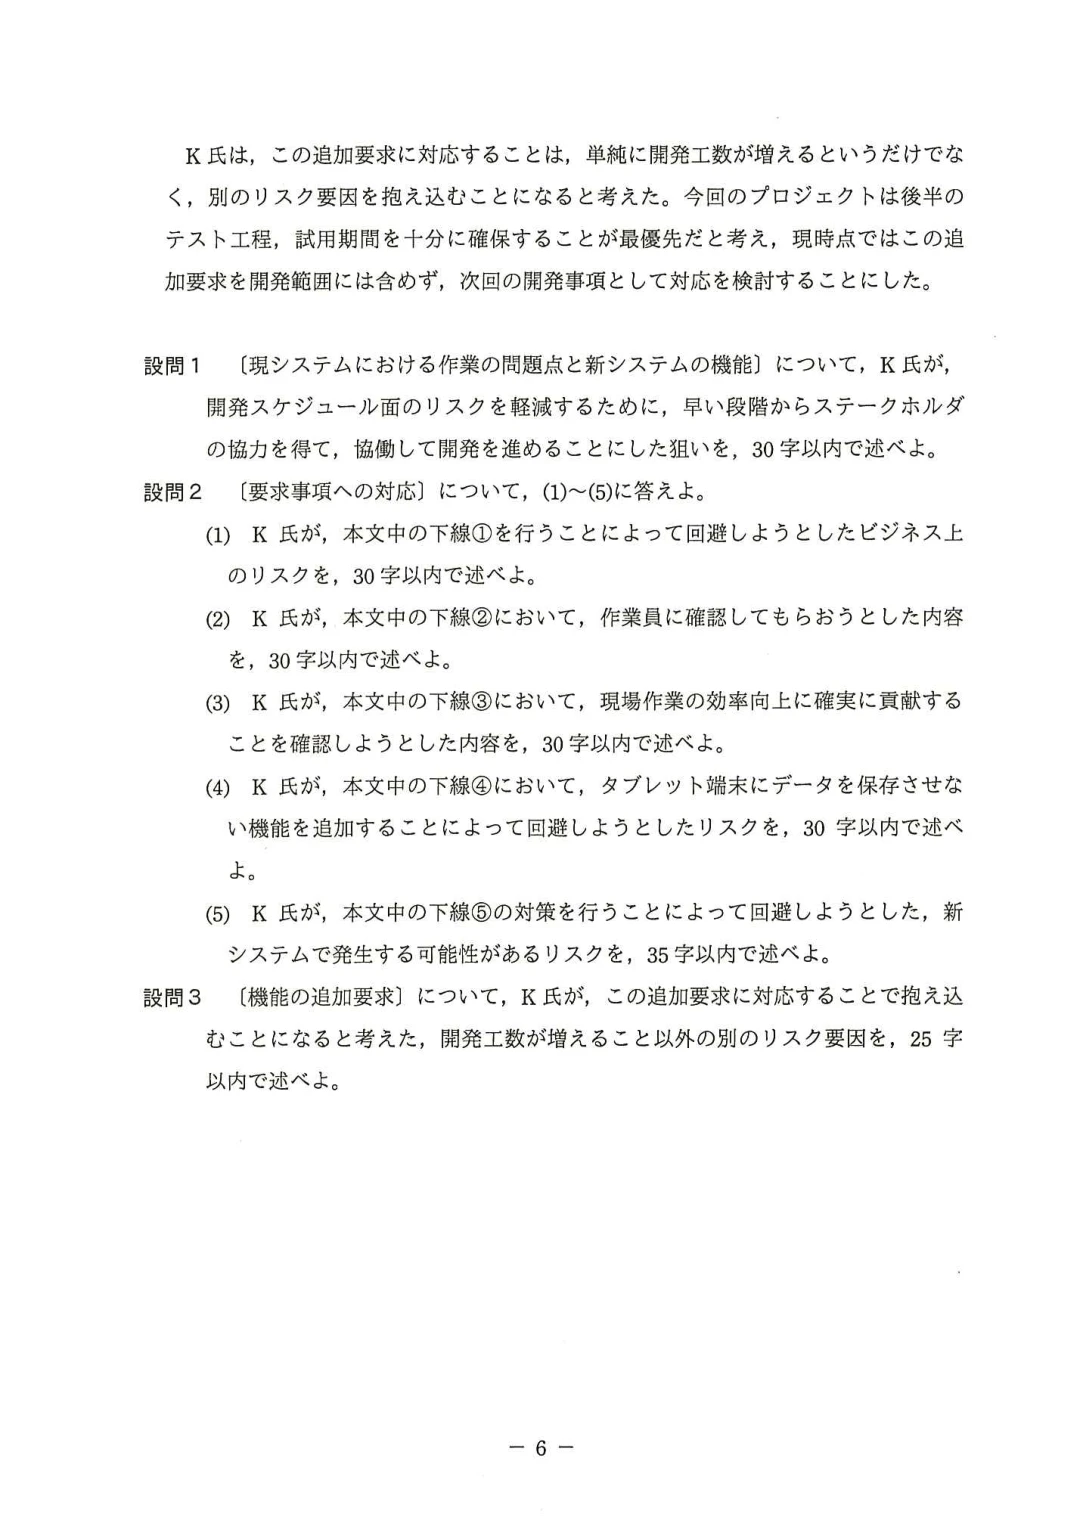 K 氏は，この追加要求に対応することは，単純に開発工数が増えるというだけでな
く，別のリスク要因を抱え込むことになると考えた。今回のプロジェクトは後半の
テスト工程，試用期間を十分に確保することが最優先だと考え，現時点ではこの追
加要求を開発範囲には含めず，次回の開発事項として対応を検討することにした。
設問1 〔現システムにおける作業の問題点と新システムの機能〕について，K 氏が，
開発スケジュール面のリスクを軽減するために，早い段階からステークホルダ
の協力を得て，協働して開発を進めることにした狙いを，30 字以内で述べよ。
設問2 〔要求事項への対応〕について，(1)～(5)に答えよ。
(1) K 氏が，本文中の下線①を行うことによって回避しようとしたビジネス上
のリスクを，30 字以内で述べよ。
(2) K 氏が，本文中の下線②において，作業員に確認してもらおうとした内容
を，30 字以内で述べよ。
(3) K 氏が，本文中の下線③において，現場作業の効率向上に確実に貢献する
ことを確認しようとした内容を，30 字以内で述べよ。
(4) K 氏が，本文中の下線④において，タブレット端末にデータを保存させな
い機能を追加することによって回避しようとしたリスクを，30 字以内で述べ
よ。
(5) K 氏が，本文中の下線⑤の対策を行うことによって回避しようとした，新
システムで発生する可能性があるリスクを，35 字以内で述べよ。
設問3 〔機能の追加要求〕について，K 氏が，この追加要求に対応することで抱え込
むことになると考えた，開発工数が増えること以外の別のリスク要因を，25 字
以内で述べよ。
－ 6 －